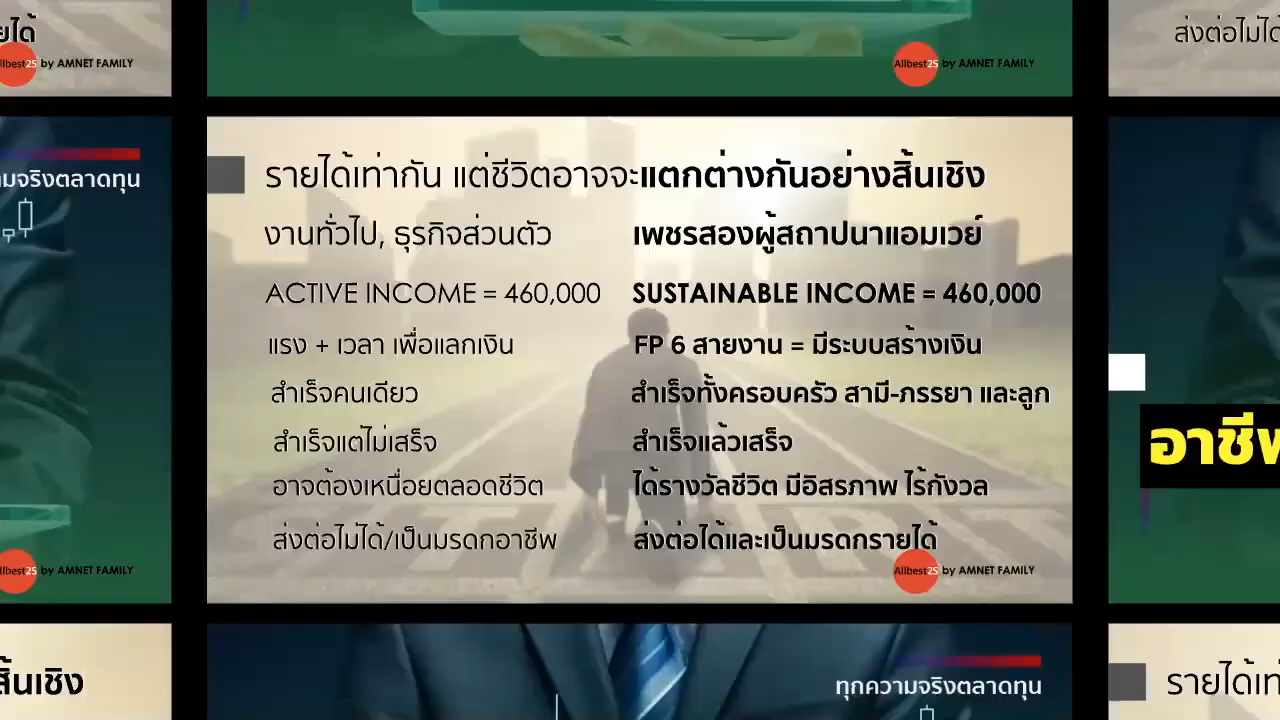 ยได้
Allbest25 by AMNET FAMILY
Allbest25 by AMNET FAMILY
ส่งต่อไม่ได้
ทุนความจริงตลาดทุน
รายได้เท่ากัน แต่ชีวิตอาจจะแตกต่างกันอย่างสิ้นเชิง
งานทั่วไป, ธุรกิจส่วนตัว
เพชรสองผู้สถาปนาแอมเวย์
ACTIVE INCOME = 460,000
SUSTAINABLE INCOME = 460,000
แรง + เวลา เพื่อแลกเงิน
FP 6 สายงาน = มีระบบสร้างเงิน
สำเร็จคนเดียว
สำเร็จทั้งครอบครัว สามี-ภรรยา และลูก
สำเร็จแต่ไม่เสร็จ
สำเร็จแล้วเสร็จ
อาจต้องเหนื่อยตลอดชีวิต
ได้รางวัลชีวิต มีอิสรภาพ ไร้กังวล
ส่งต่อไม่ได้/เป็นมรดกอาชีพ
ส่งต่อได้และเป็นมรดกรายได้
Allbest25 by AMNET FAMILY
Allbest25 by AMNET FAMILY
อาชีพ
สิ้นเชิง
ทุกความจริงตลาดทุน
รายได้เท่า